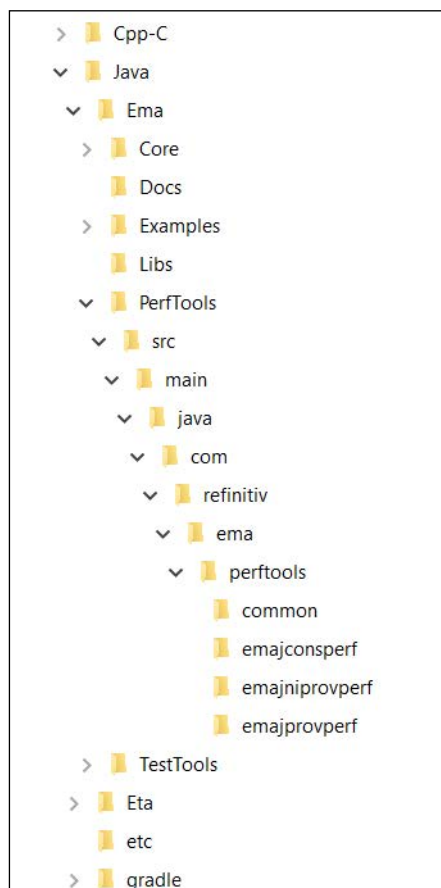 Cpp-C
Java
Ema
Core
Docs
Examples
Libs
PerfTools
src
main
java
com
refinitiv
ema
perftools
common
emajconsperf
emajniprovperf
emajprovperf
TestTools
Eta
etc
gradle